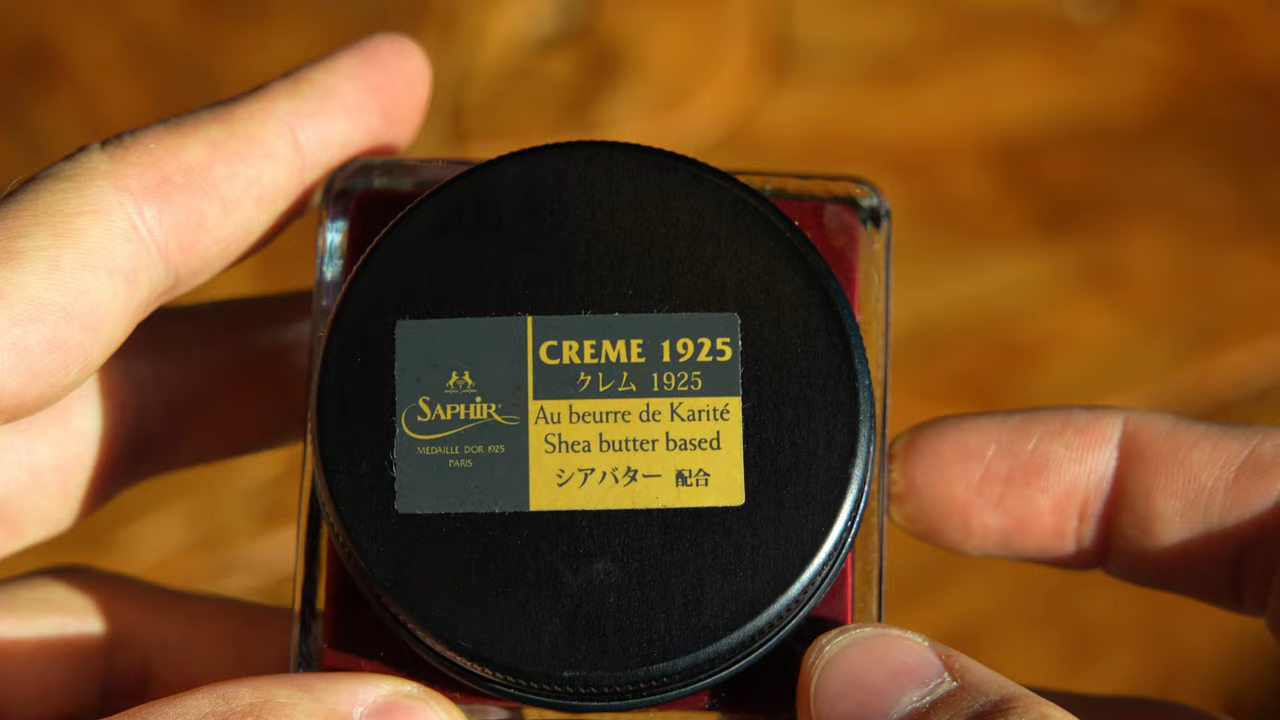 SAPHIR
MEDAILLE D'OR 1925
PARIS
CREME 1925
クレム 1925
Au beurre de Karité
Shea butter based
シアバター 配合